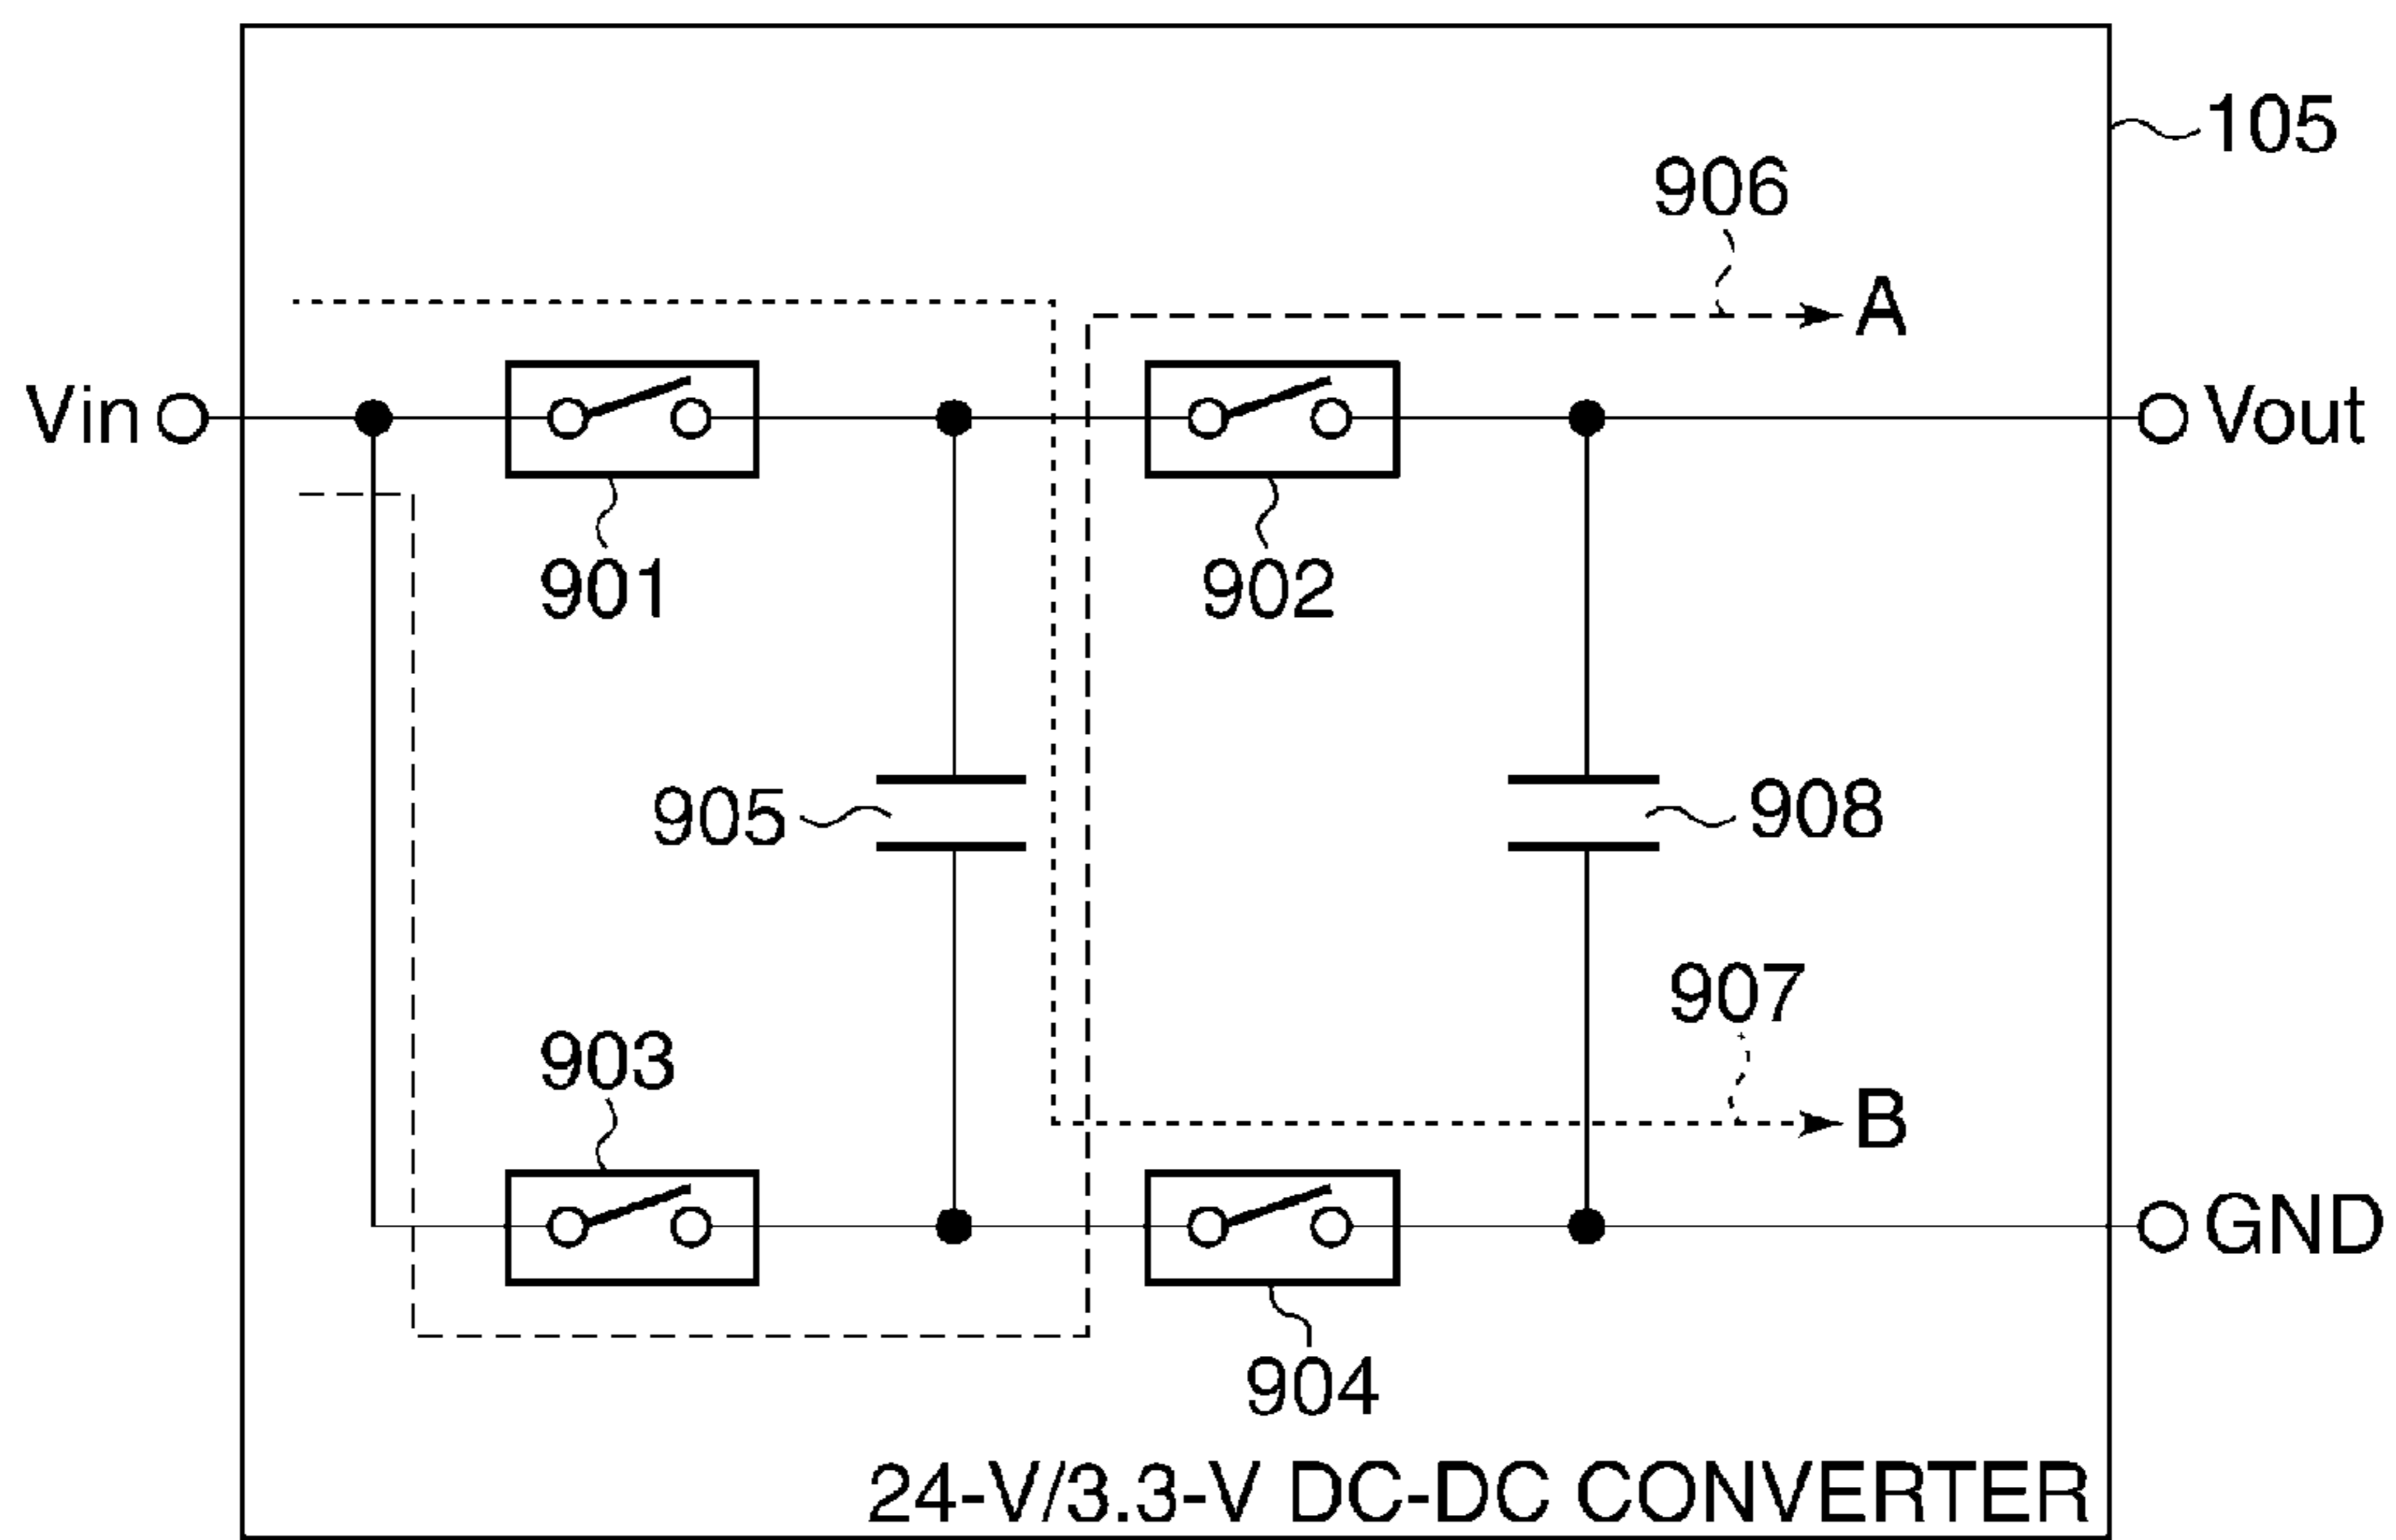 105
906
A
Vin
Vout
901
902
905
908
907
903
B
GND
904
24-V/3.3-V DC-DC CONVERTER